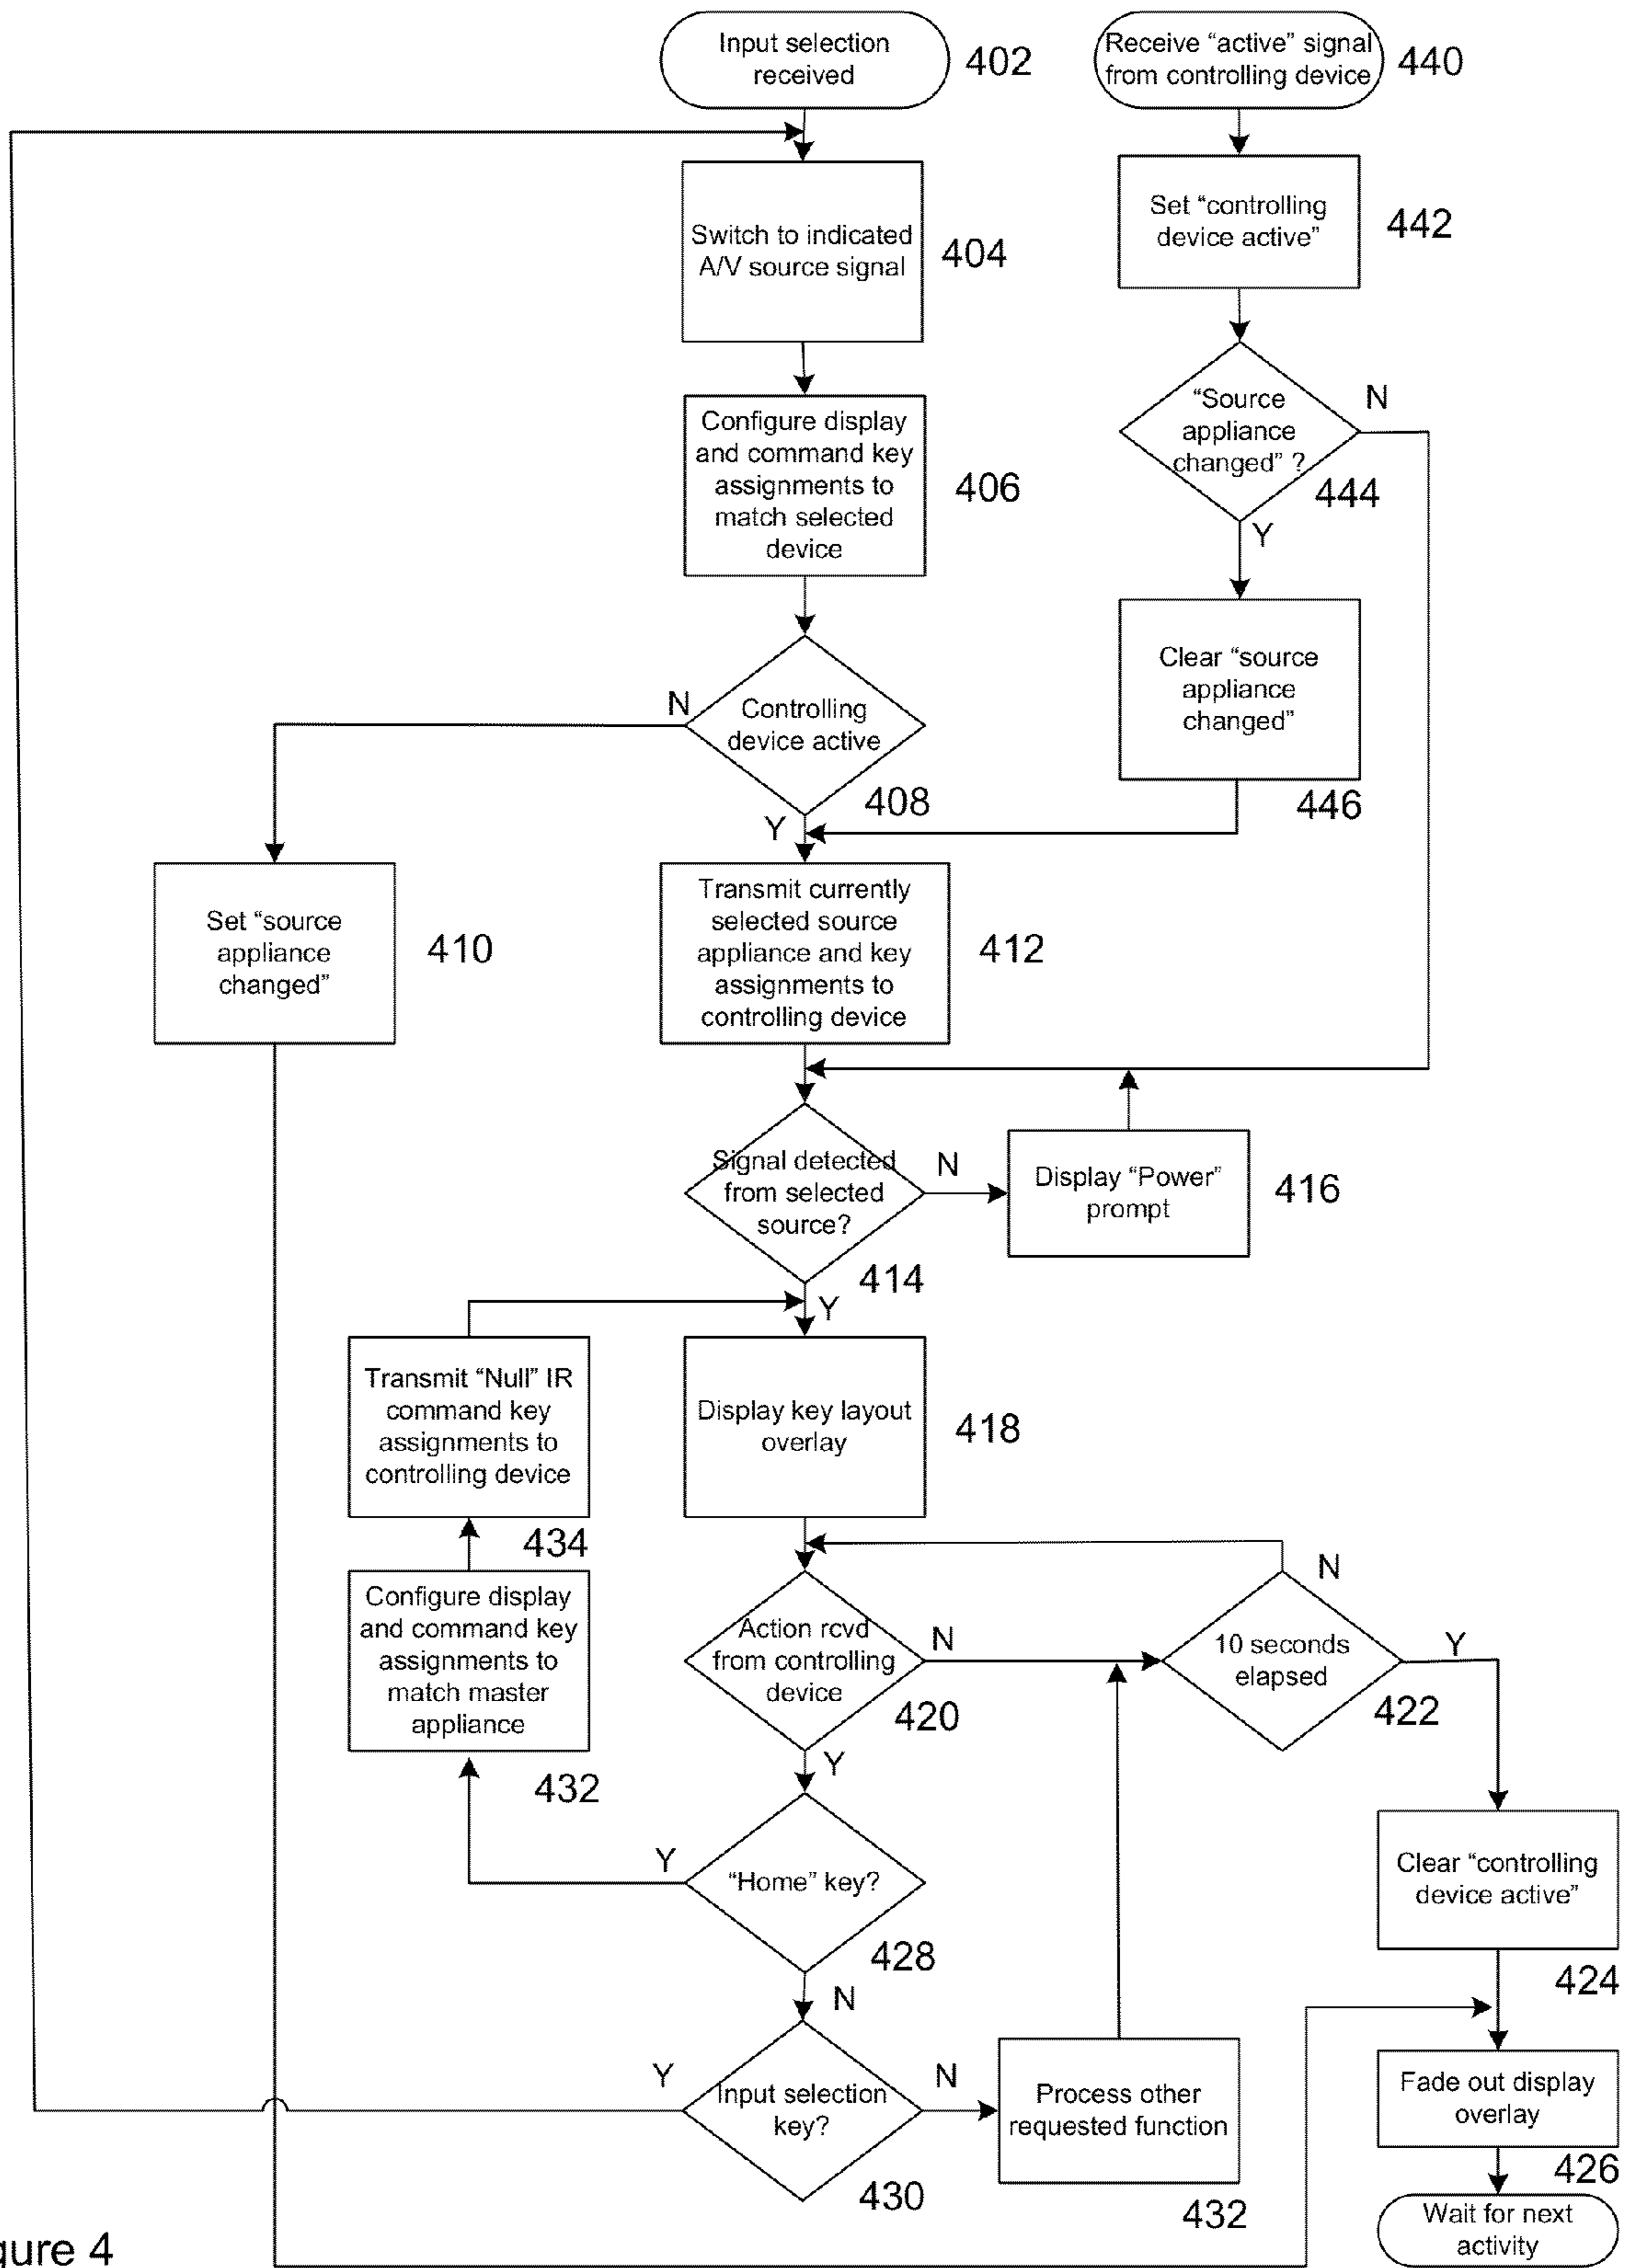 Input selection
received
402
Receive “active” signal
from controlling device
440
Switch to indicated
A/V source signal
404
Set “controlling
device active”
442
Configure display
and command key
assignments to
match selected
device
406
“Source
appliance
changed” ?
N
444
Y
Clear “source
appliance
changed”
446
N
Controlling
device active
408
Y
Set “source
appliance
changed”
410
Transmit currently
selected source
appliance and key
assignments to
controlling device
412
Signal detected
from selected
source?
N
414
Y
Display “Power”
prompt
416
Transmit “Null” IR
command key
assignments to
controlling device
434
Display key layout
overlay
418
Configure display
and command key
assignments to
match master
appliance
432
Action rcvd
from controlling
device
N
420
Y
N
10 seconds
elapsed
Y
422
Y
“Home” key?
428
N
Clear “controlling
device active”
424
Y
Input selection
key?
N
430
Process other
requested function
432
Fade out display
overlay
426
Wait for next
activity
gure 4